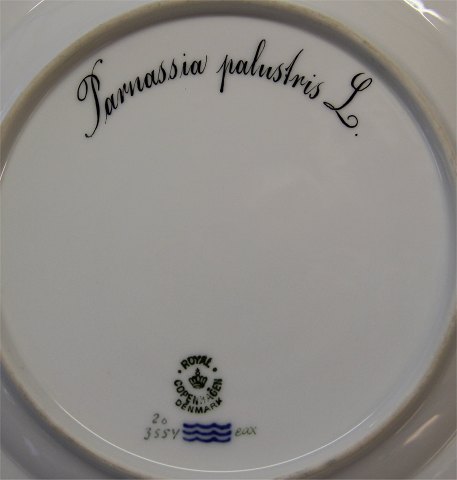 Parnassia palustris L.
ROYAL
COPENHAGEN
DENMARK
20
3554